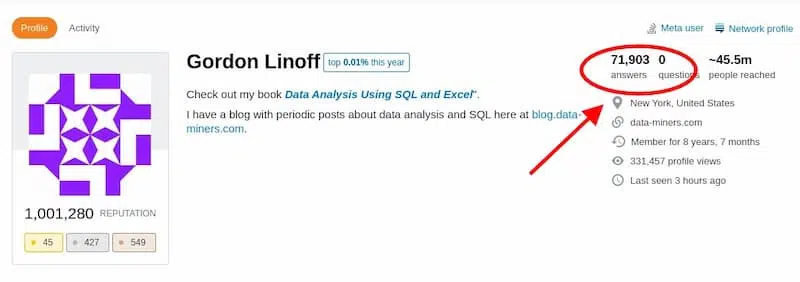 Profile
Activity
Meta user
Network profile
Gordon Linoff top 0.01% this year
Check out my book Data Analysis Using SQL and Excel".
I have a blog with periodic posts about data analysis and SQL here at blog.data-
miners.com.
1,001,280 REPUTATION
45 427 549
71,903 0 ~45.5m
answers questions people reached
New York, United States
data-miners.com
Member for 8 years, 7 months
331,457 profile views
Last seen 3 hours ago